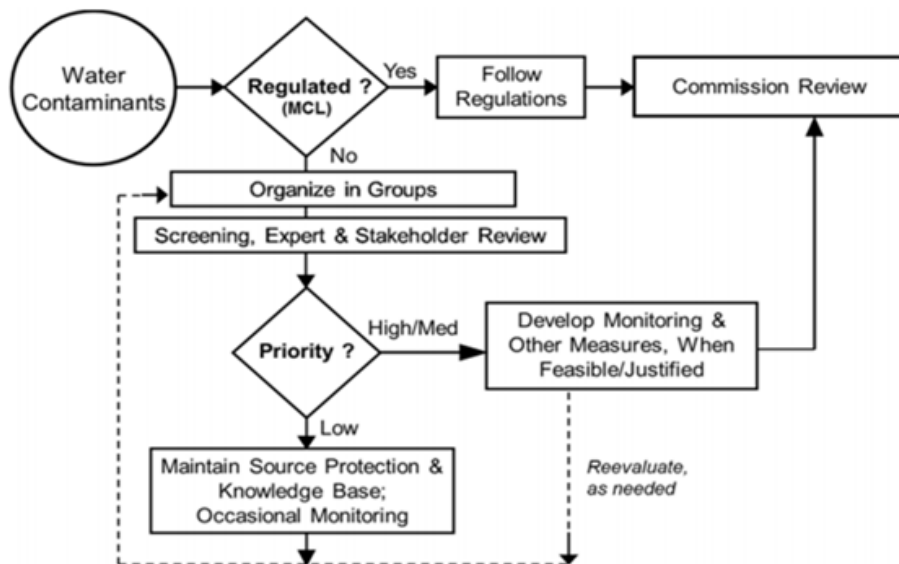 Water
Contaminants
Regulated ?
(MCL)
Yes
Follow
Regulations
Commission Review
No
Organize in Groups
Screening, Expert & Stakeholder Review
Priority ?
High/Med
Develop Monitoring &
Other Measures, When
Feasible/Justified
Low
Maintain Source Protection &
Knowledge Base;
Occasional Monitoring
Reevaluate,
as needed